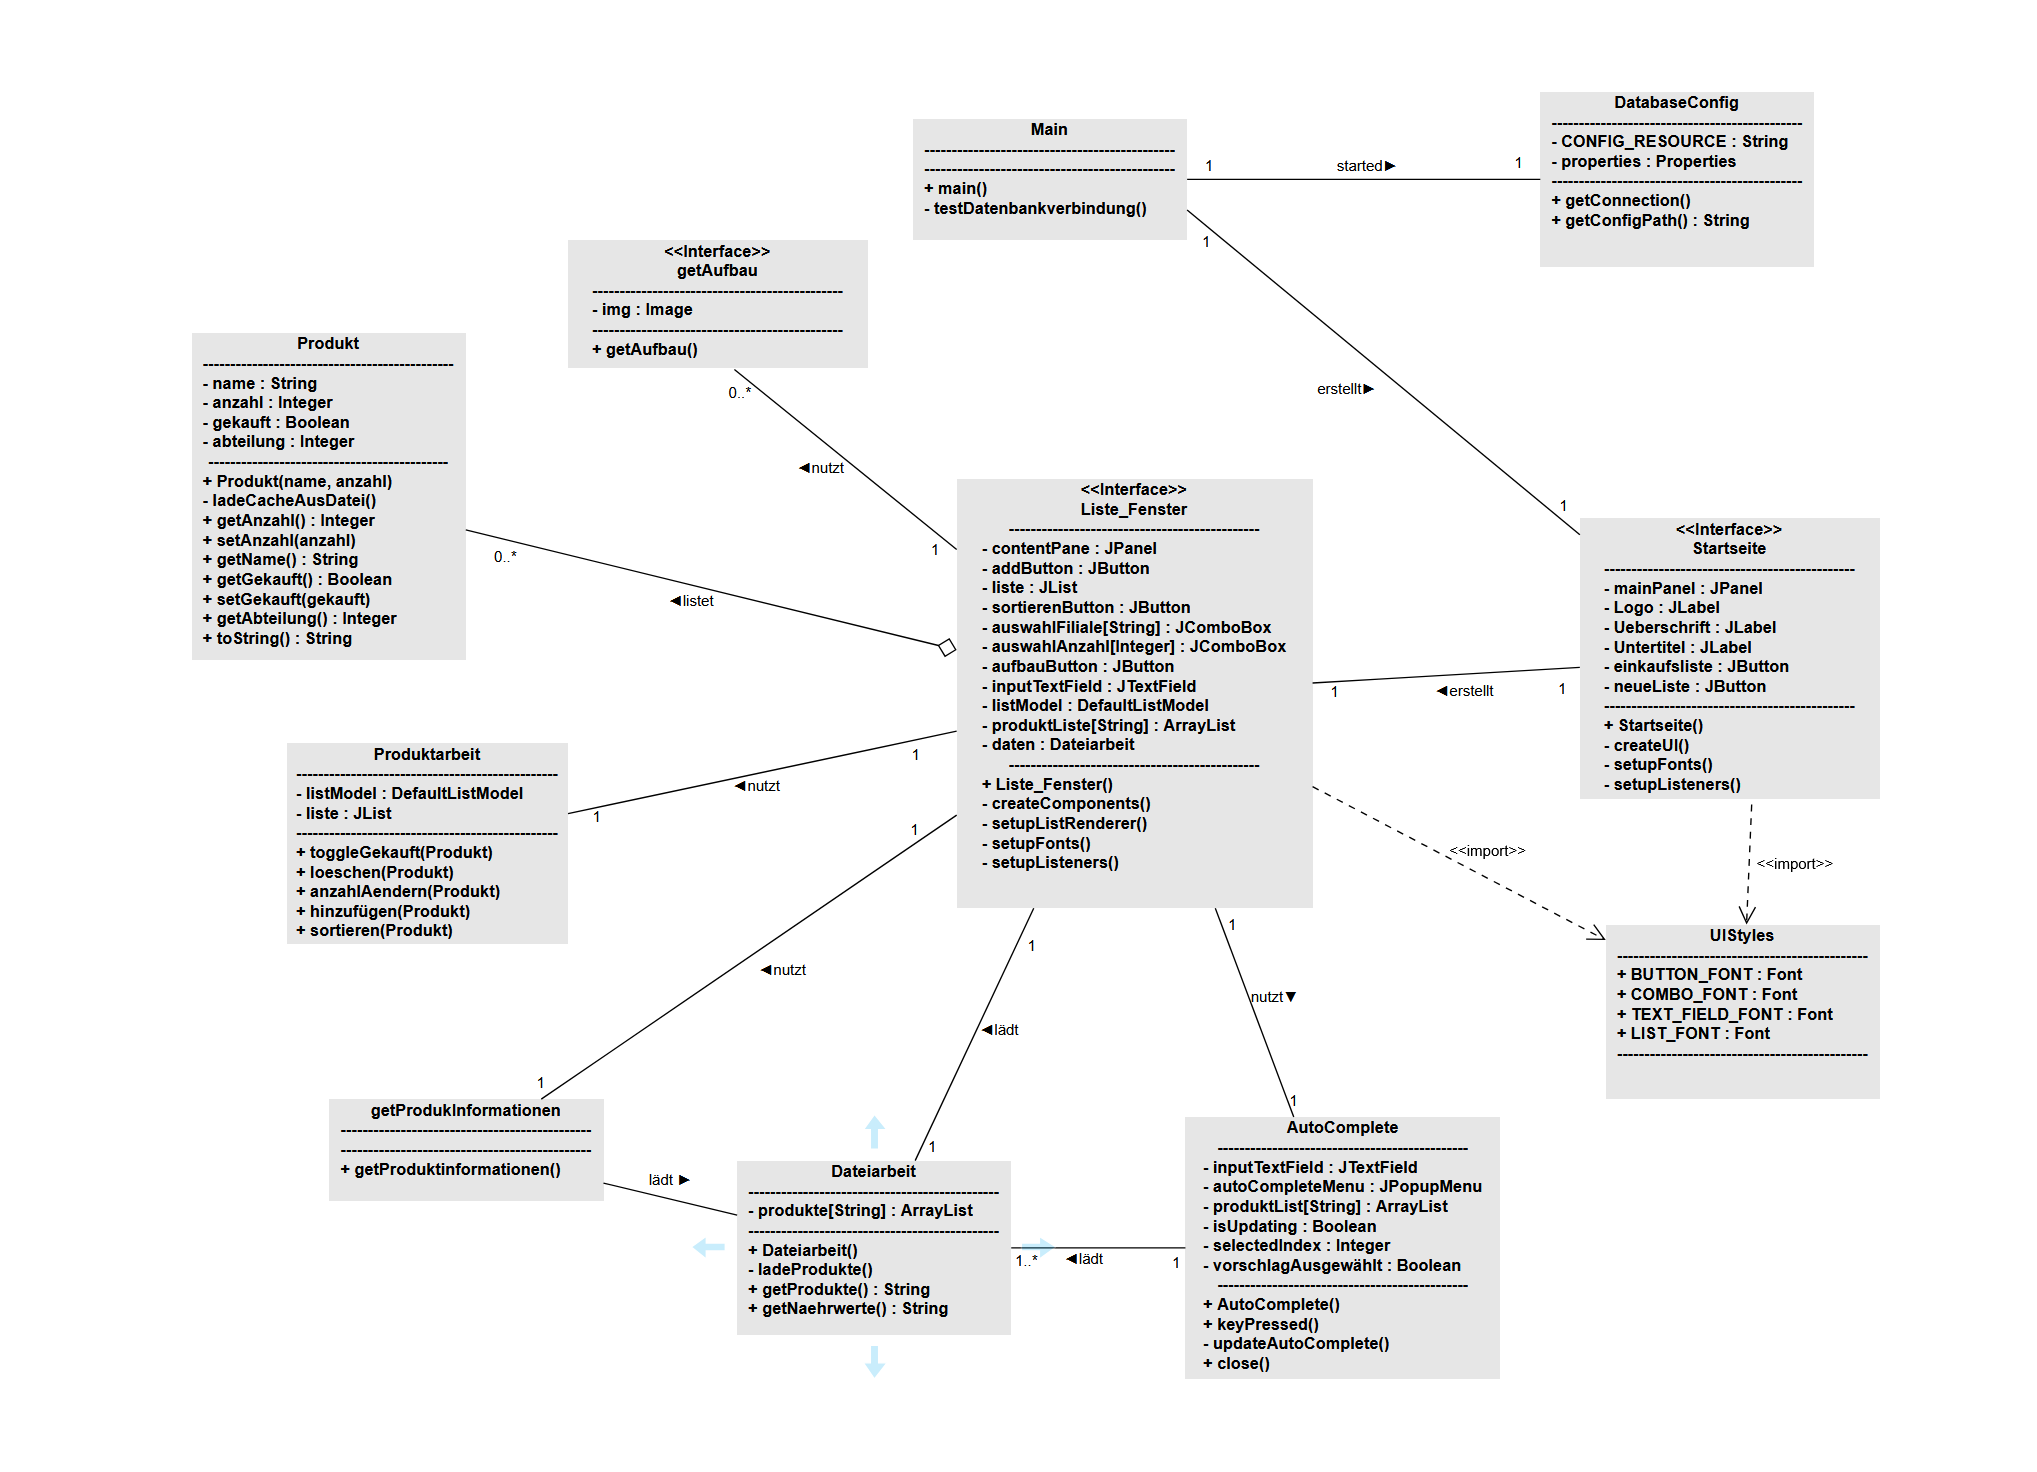 DatabaseConfig
-----------------------------------------------
- CONFIG_RESOURCE : String
- properties : Properties
-----------------------------------------------
+ getConnection()
+ getConfigPath() : String
Main
-----------------------------------------------
-----------------------------------------------
+ main()
- testDatenbankverbindung()
1
started►
1
1
erstellt►
1
<<Interface>>
getAufbau
-----------------------------------------------
- img : Image
-----------------------------------------------
+ getAufbau()
0..*
◄nutzt
1
Produkt
-----------------------------------------------
- name : String
- anzahl : Integer
- gekauft : Boolean
- abteilung : Integer
---------------------------------------------
+ Produkt(name, anzahl)
- ladeCacheAusDatei()
+ getAnzahl() : Integer
+ setAnzahl(anzahl)
+ getName() : String
+ getGekauft() : Boolean
+ setGekauft(gekauft)
+ getAbteilung() : Integer
+ toString() : String
0..*
◄listet
<<Interface>>
Liste_Fenster
-----------------------------------------------
- contentPane : JPanel
- addButton : JButton
- liste : JList
- sortierenButton : JButton
- auswahlFiliale[String] : JComboBox
- auswahlAnzahl[Integer] : JComboBox
- aufbauButton : JButton
- inputTextField : JTextField
- listModel : DefaultListModel
- produktListe[String] : ArrayList
- daten : Dateiarbeit
-----------------------------------------------
+ Liste_Fenster()
- createComponents()
- setupListRenderer()
- setupFonts()
- setupListeners()
<<Interface>>
Startseite
-----------------------------------------------
- mainPanel : JPanel
- Logo : JLabel
- Ueberschrift : JLabel
- Untertitel : JLabel
- einkaufsliste : JButton
- neueListe : JButton
-----------------------------------------------
+ Startseite()
- createUI()
- setupFonts()
- setupListeners()
1
◄erstellt
1
Produktarbeit
-------------------------------------------------
- listModel : DefaultListModel
- liste : JList
-------------------------------------------------
+ toggleGekauft(Produkt)
+ loeschen(Produkt)
+ anzahlAendern(Produkt)
+ hinzufügen(Produkt)
+ sortieren(Produkt)
1
◄nutzt
1
1
◄nutzt
1
<<import>>
<<import>>
UIStyles
-----------------------------------------------
+ BUTTON_FONT : Font
+ COMBO_FONT : Font
+ TEXT_FIELD_FONT : Font
+ LIST_FONT : Font
-----------------------------------------------
1
◄lädt
1
1
nutzt▼
1
getProdukInformationen
-----------------------------------------------
-----------------------------------------------
+ getProduktinformationen()
lädt ►
Dateiarbeit
-----------------------------------------------
- produkte[String] : ArrayList
-----------------------------------------------
+ Dateiarbeit()
- ladeProdukte()
+ getProdukte() : String
+ getNaehrwerte() : String
1..*
◄lädt
1
AutoComplete
-----------------------------------------------
- inputTextField : JTextField
- autoCompleteMenu : JPopupMenu
- produktList[String] : ArrayList
- isUpdating : Boolean
- selectedIndex : Integer
- vorschlagAusgewählt : Boolean
-----------------------------------------------
+ AutoComplete()
+ keyPressed()
- updateAutoComplete()
+ close()